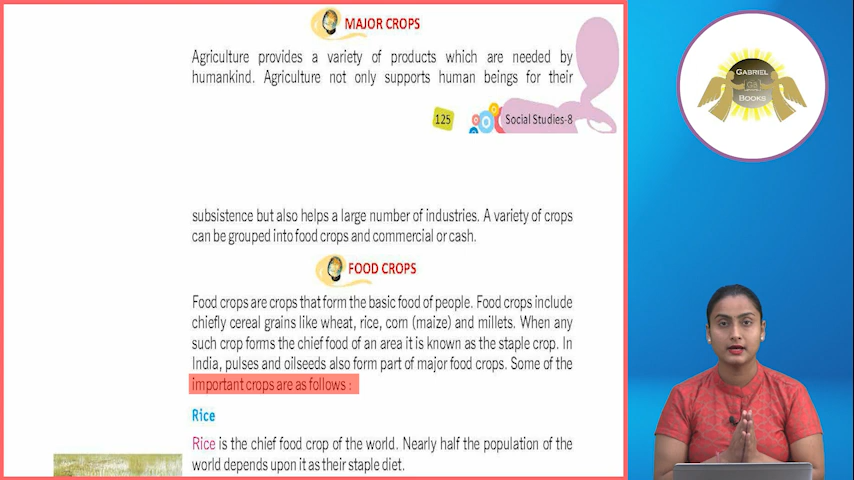 MAJOR CROPS
Agriculture provides a variety of products which are needed by
humankind. Agriculture not only supports human beings for their
125 Social Studies-8
subsistence but also helps a large number of industries. A variety of crops
can be grouped into food crops and commercial or cash.
FOOD CROPS
Food crops are crops that form the basic food of people. Food crops include
chiefly cereal grains like wheat, rice, corn (maize) and millets. When any
such crop forms the chief food of an area it is known as the staple crop. In
India, pulses and oilseeds also form part of major food crops. Some of the
important crops are as follows :
Rice
Rice is the chief food crop of the world. Nearly half the population of the
world depends upon it as their staple diet.
GABRIEL
GB
BOOKS